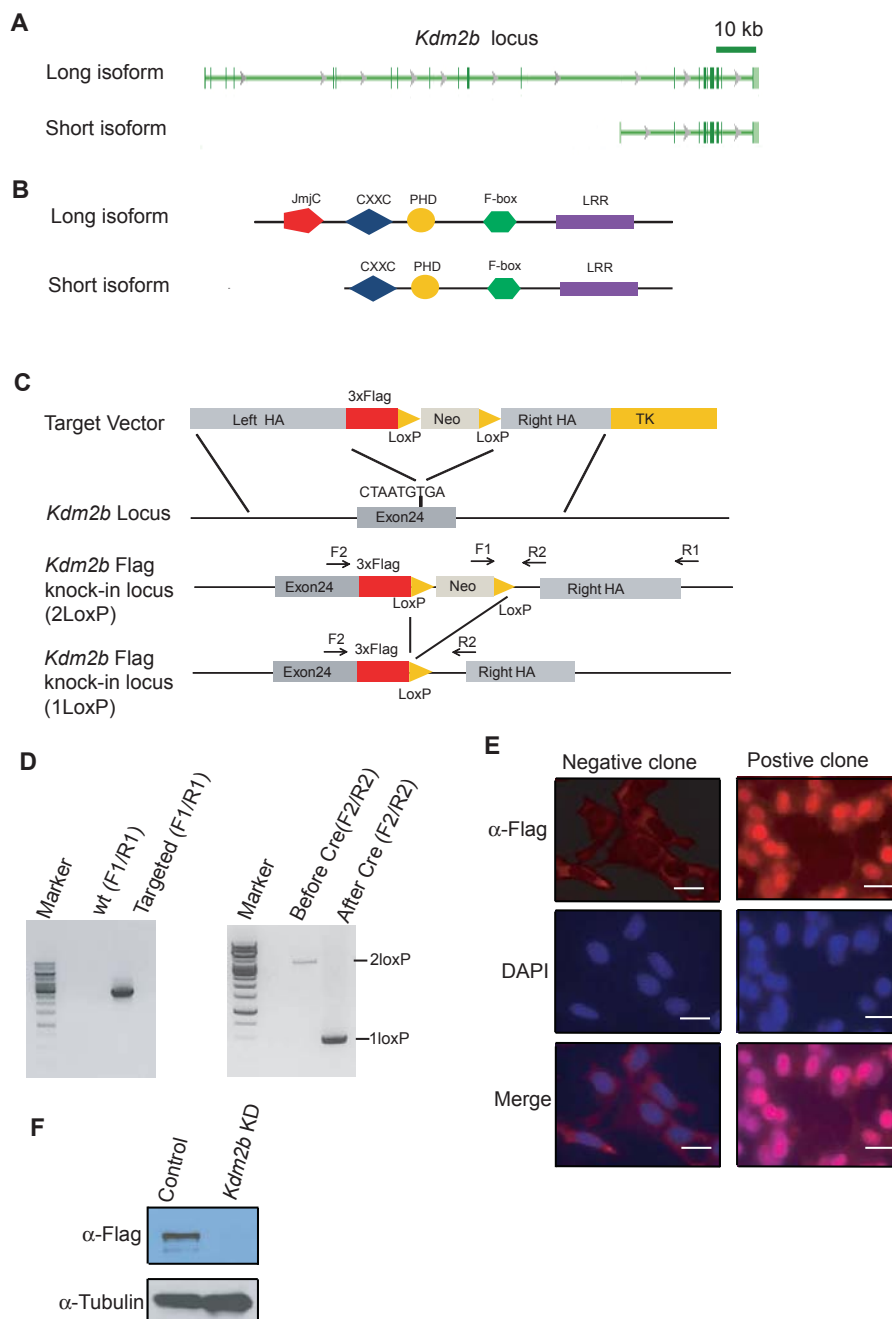 A
10 kb
Kdm2b locus
Long isoform
Short isoform
B
JmjC CXXC PHD F-box LRR
Long isoform
CXXC PHD F-box LRR
Short isoform
C
3xFlag
Target Vector
Left HA Neo Right HA TK
LoxP LoxP
CTAATGTGA
Kdm2b Locus
Exon24
F2 3xFlag F1 R2 R1
Kdm2b Flag
knock-in locus
(2LoxP)
Exon24 Neo Right HA
LoxP LoxP
F2 3xFlag R2
Kdm2b Flag
knock-in locus
(1LoxP)
Exon24 Right HA
LoxP
D
Marker
wt (F1/R1)
Targeted (F1/R1)
Marker
Before Cre(F2/R2)
After Cre (F2/R2)
2loxP
1loxP
E
Negative clone Postive clone
α-Flag
DAPI
Merge
F
Control
Kdm2b KD
α-Flag
α-Tubulin